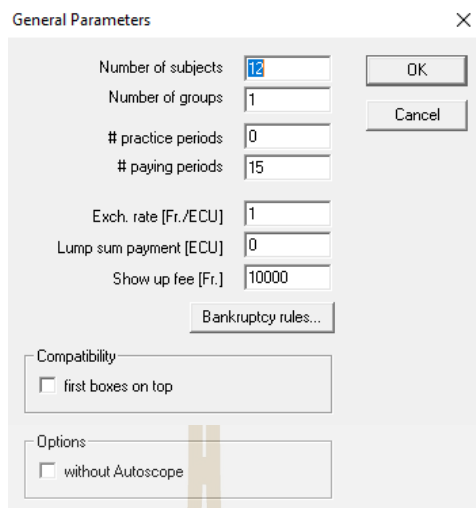 General Parameters
Number of subjects 12
OK
Number of groups 1
Cancel
# practice periods 0
# paying periods 15
Exch. rate [Fr./ECU] 1
Lump sum payment [ECU] 0
Show up fee [Fr.] 10000
Bankruptcy rules...
Compatibility
first boxes on top
Options
without Autoscope